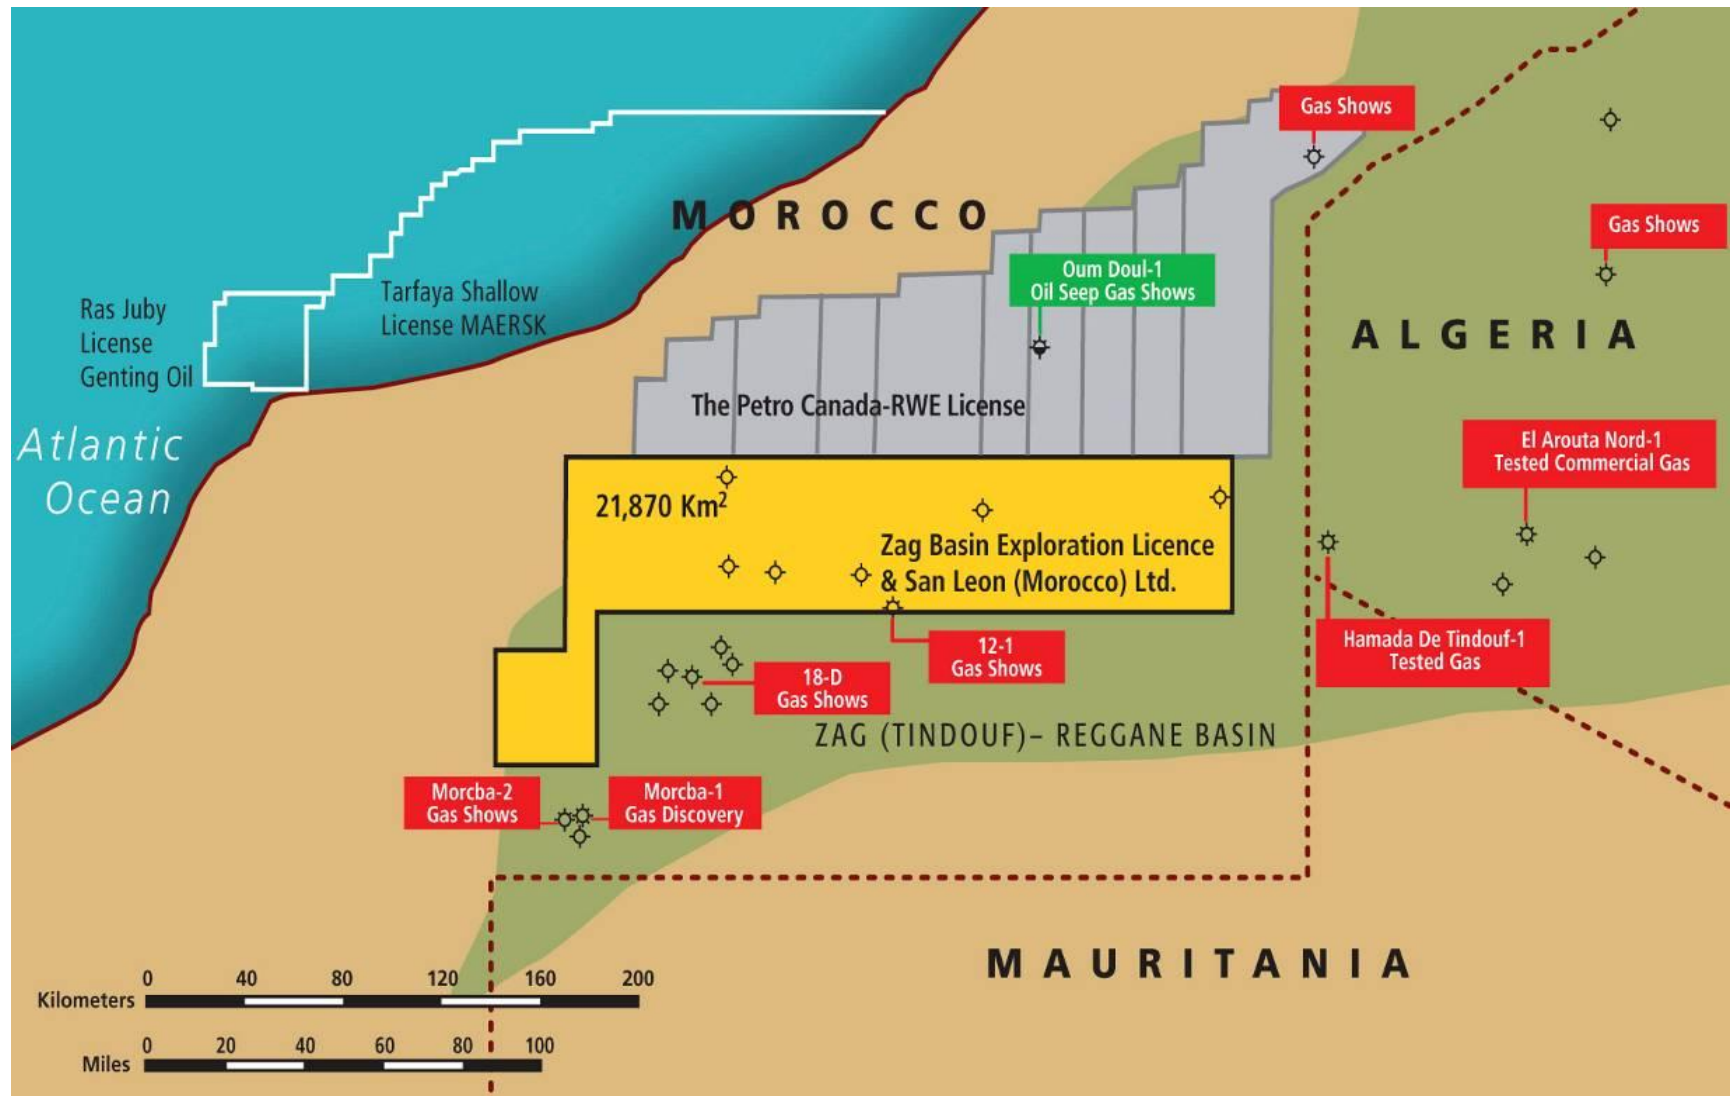 Gas Shows
MOROCCO
Gas Shows
Oum Doul-1
Oil Seep Gas Shows
Tarfaya Shallow
License MAERSK
Ras Juby
License
Genting Oil
ALGERIA
The Petro Canada-RWE License
Atlantic
Ocean
El Arouta Nord-1
Tested Commercial Gas
21,870 Km²
Zag Basin Exploration Licence
& San Leon (Morocco) Ltd.
12-1
Gas Shows
Hamada De Tindouf-1
Tested Gas
18-D
Gas Shows
ZAG (TINDOUF)– REGGANE BASIN
Morcba-2
Gas Shows
Morcba-1
Gas Discovery
MAURITANIA
0 40 80 120 160 200
Kilometers
0 20 40 60 80 100
Miles